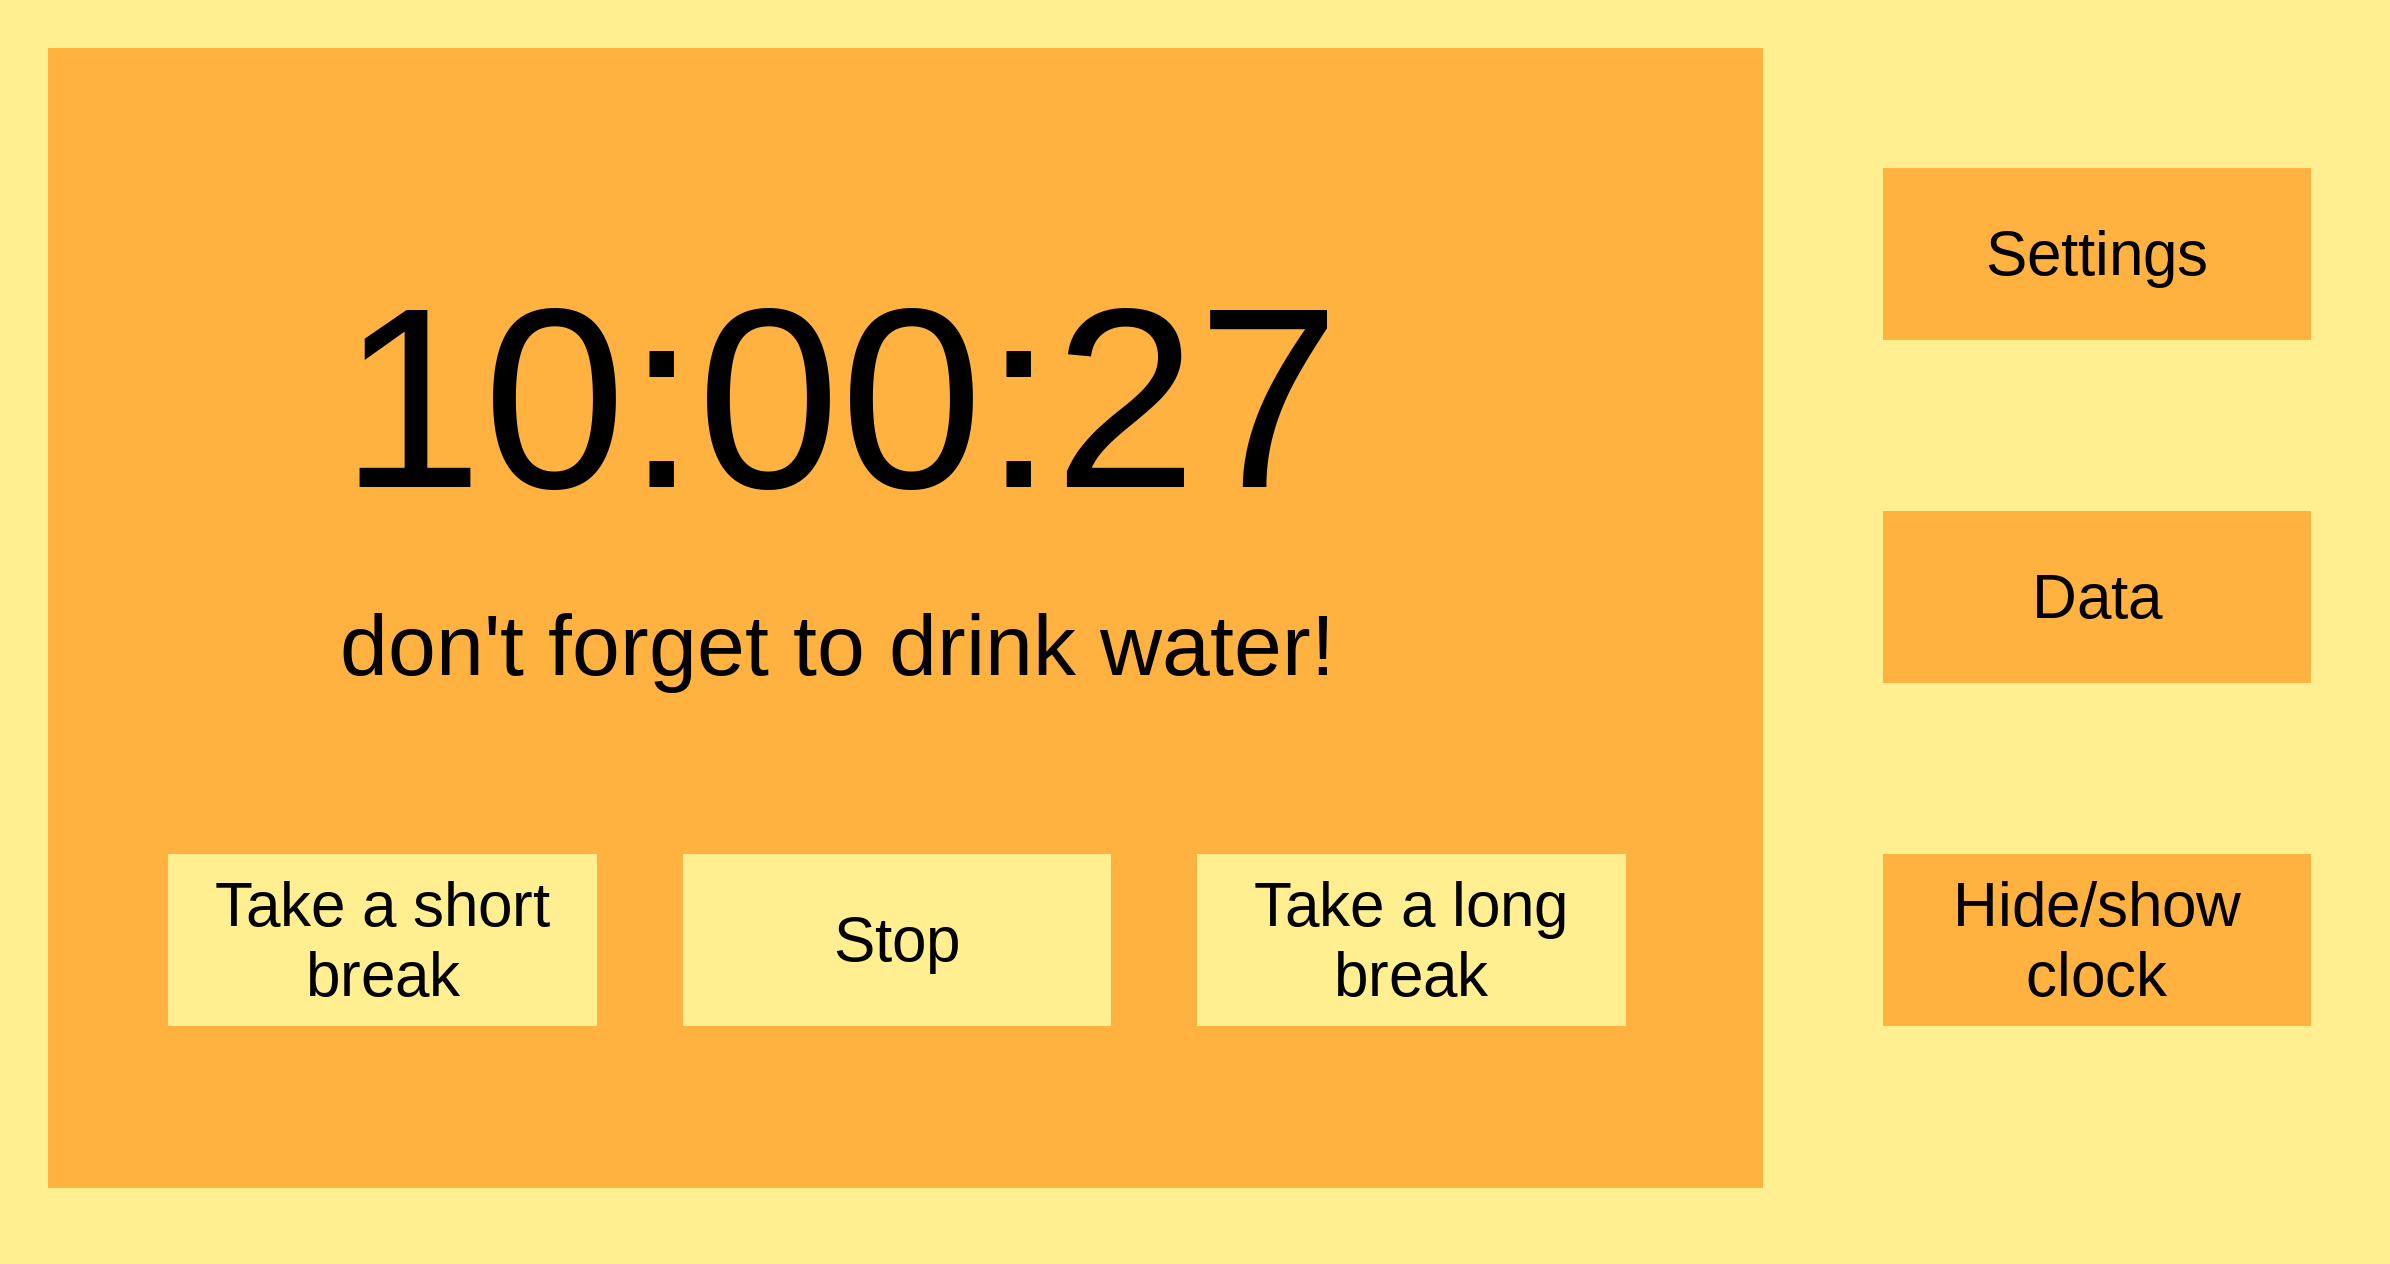 10:00:27
don't forget to drink water!
Take a short
break
Stop
Take a long
break
Settings
Data
Hide/show
clock